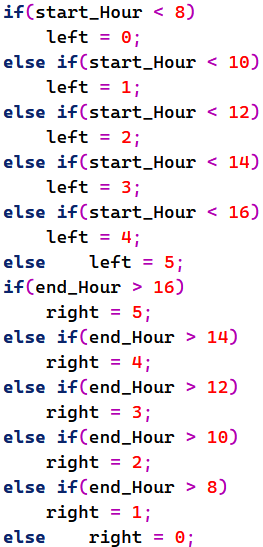 if(start_Hour < 8)
    left = 0;
else if(start_Hour < 10)
    left = 1;
else if(start_Hour < 12)
    left = 2;
else if(start_Hour < 14)
    left = 3;
else if(start_Hour < 16)
    left = 4;
else    left = 5;
if(end_Hour > 16)
    right = 5;
else if(end_Hour > 14)
    right = 4;
else if(end_Hour > 12)
    right = 3;
else if(end_Hour > 10)
    right = 2;
else if(end_Hour > 8)
    right = 1;
else    right = 0;